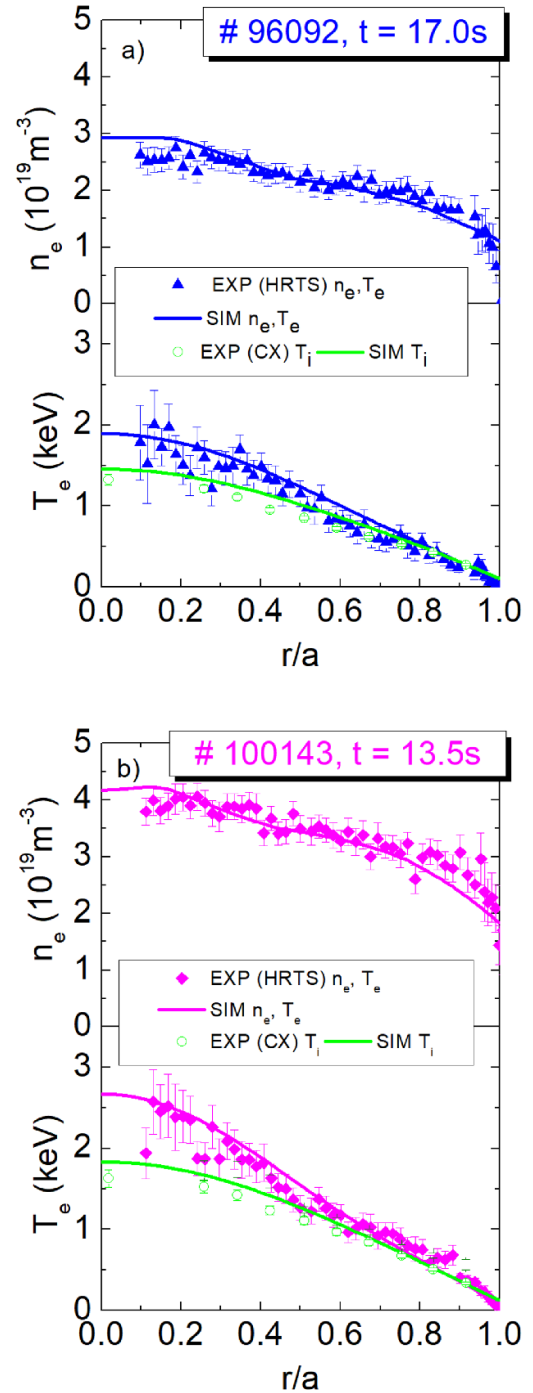 # 96092, t = 17.0s
a)
5
4
3
2
1
0
n_e (10^19 m^-3)
EXP (HRTS) n_e, T_e
SIM n_e, T_e
EXP (CX) T_i SIM T_i
3
2
1
0
T_e (keV)
0.0 0.2 0.4 0.6 0.8 1.0
r/a
# 100143, t = 13.5s
b)
5
4
3
2
1
0
n_e (10^19 m^-3)
EXP (HRTS) n_e, T_e
SIM n_e, T_e
EXP (CX) T_i SIM T_i
3
2
1
0
T_e (keV)
0.0 0.2 0.4 0.6 0.8 1.0
r/a